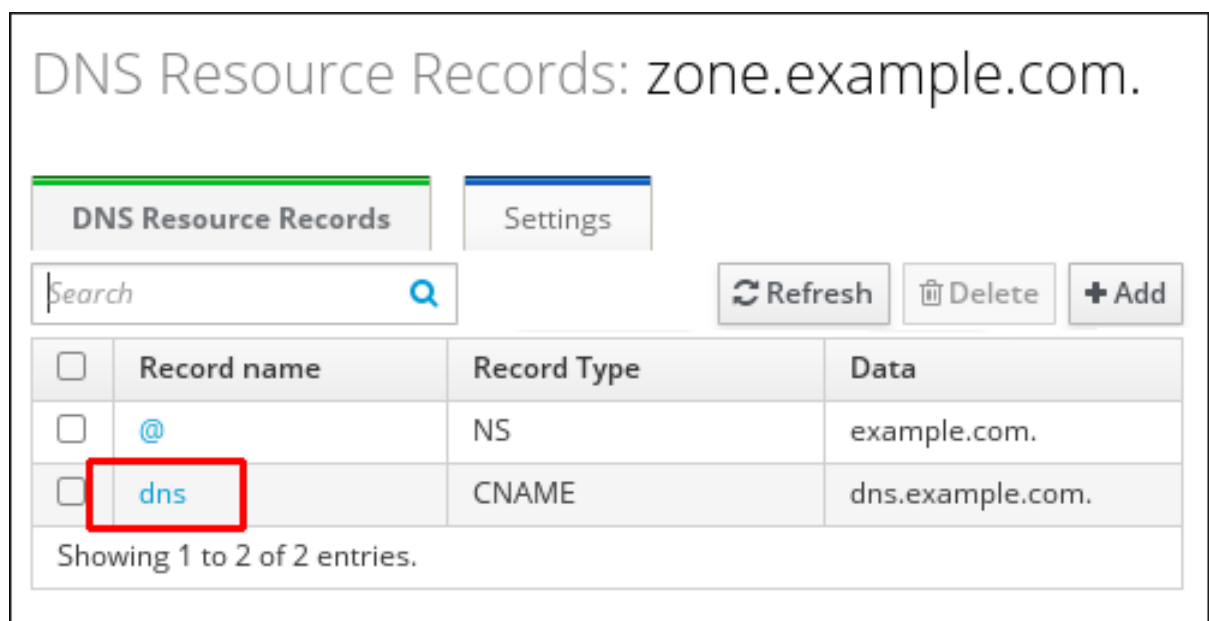 DNS Resource Records: zone.example.com.
DNS Resource Records Settings
Search Refresh Delete Add
Record name Record Type Data
@ NS example.com.
dns CNAME dns.example.com.
Showing 1 to 2 of 2 entries.